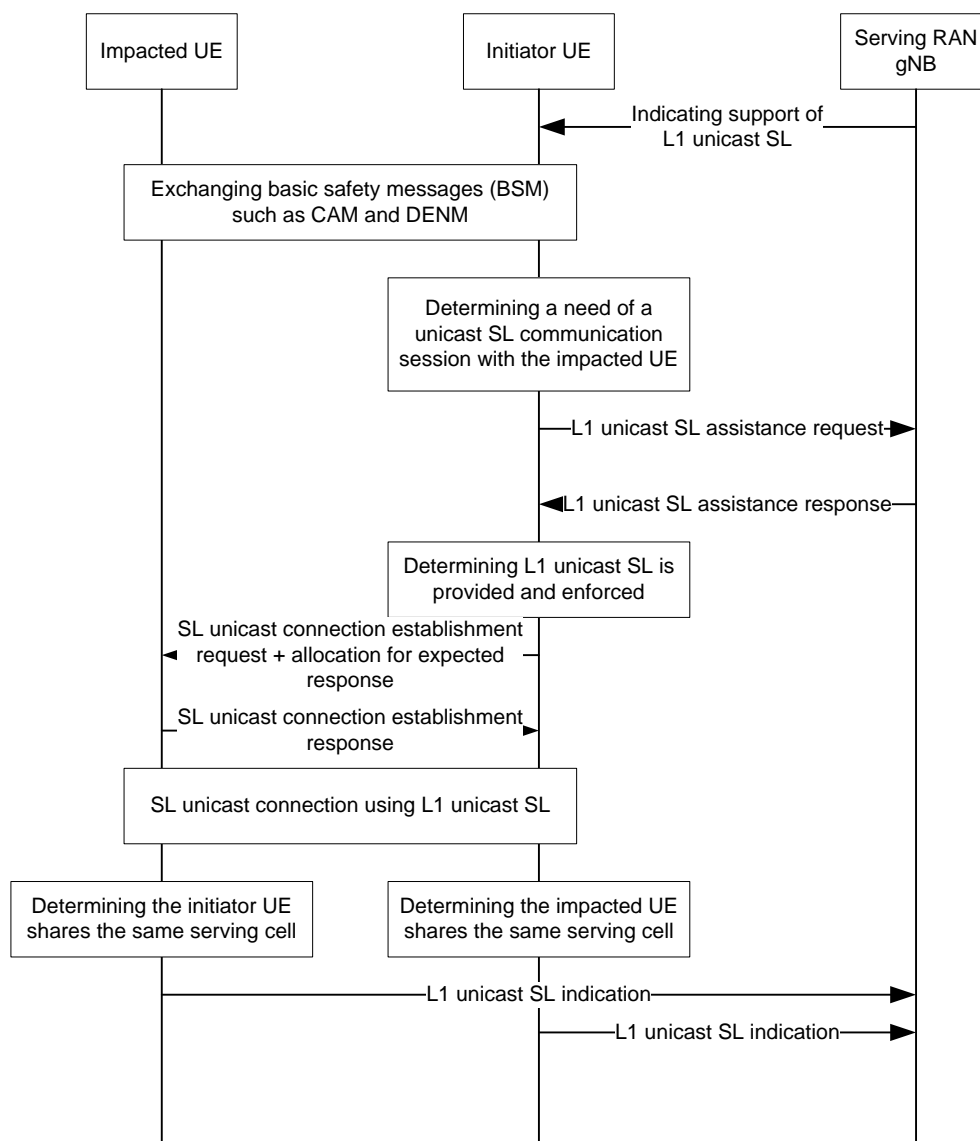 Impacted UE
Initiator UE
Serving RAN
gNB
Indicating support of
L1 unicast SL
Exchanging basic safety messages (BSM)
such as CAM and DENM
Determining a need of a
unicast SL communication
session with the impacted UE
L1 unicast SL assistance request
L1 unicast SL assistance response
Determining L1 unicast SL is
provided and enforced
SL unicast connection establishment
request + allocation for expected
response
SL unicast connection establishment
response
SL unicast connection using L1 unicast SL
Determining the initiator UE
shares the same serving cell
Determining the impacted UE
shares the same serving cell
L1 unicast SL indication
L1 unicast SL indication